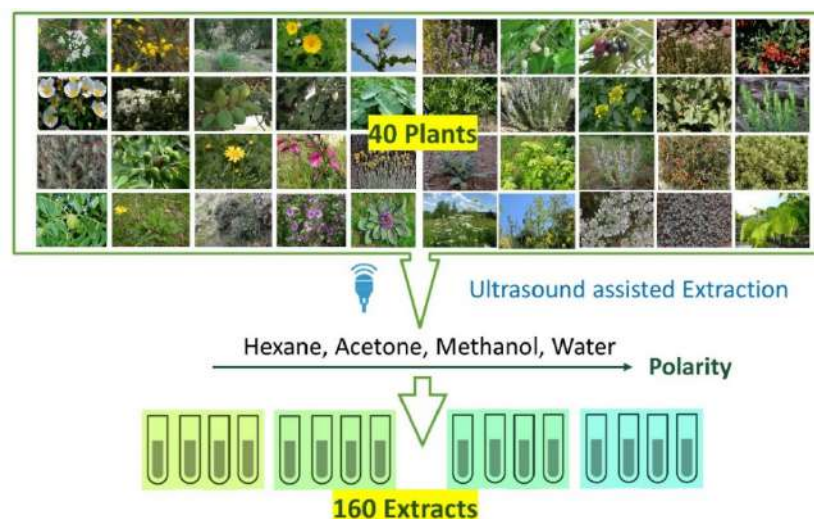 40 Plants
Ultrasound assisted Extraction
Hexane, Acetone, Methanol, Water
Polarity
160 Extracts